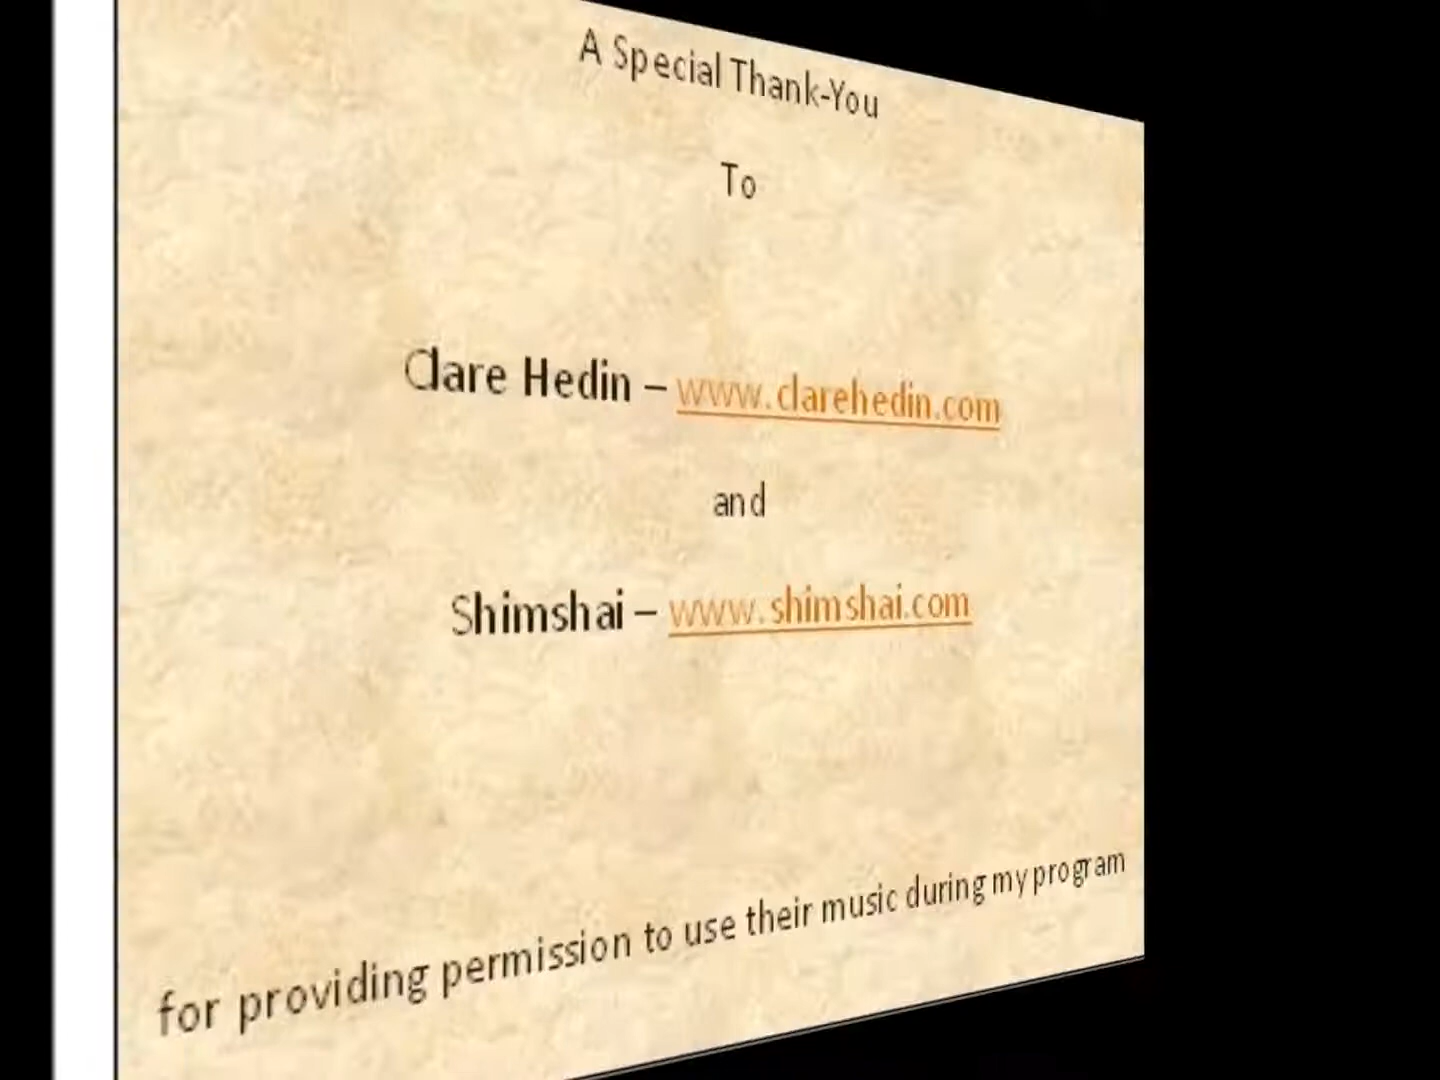 A Special Thank-You
To
Clare Hedin – www.clarehedin.com
and
Shimshai – www.shimshai.com
for providing permission to use their music during my program